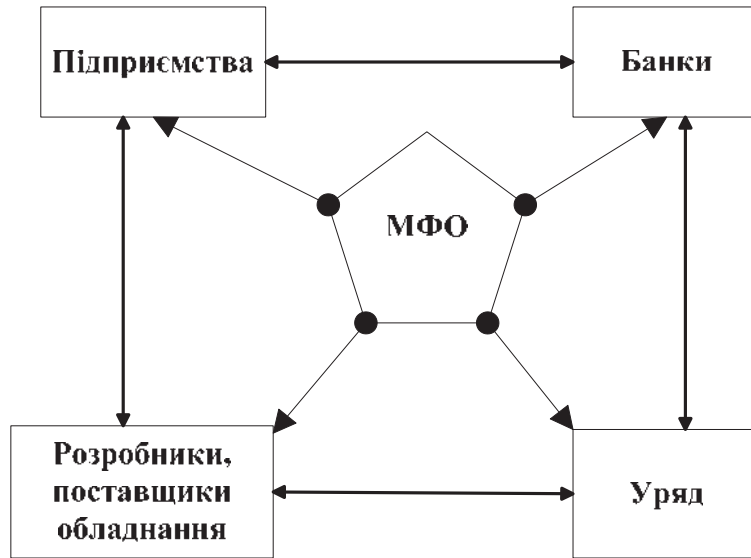 Підприємства
Банки
МФО
Розробники,
поставщики
обладнання
Уряд